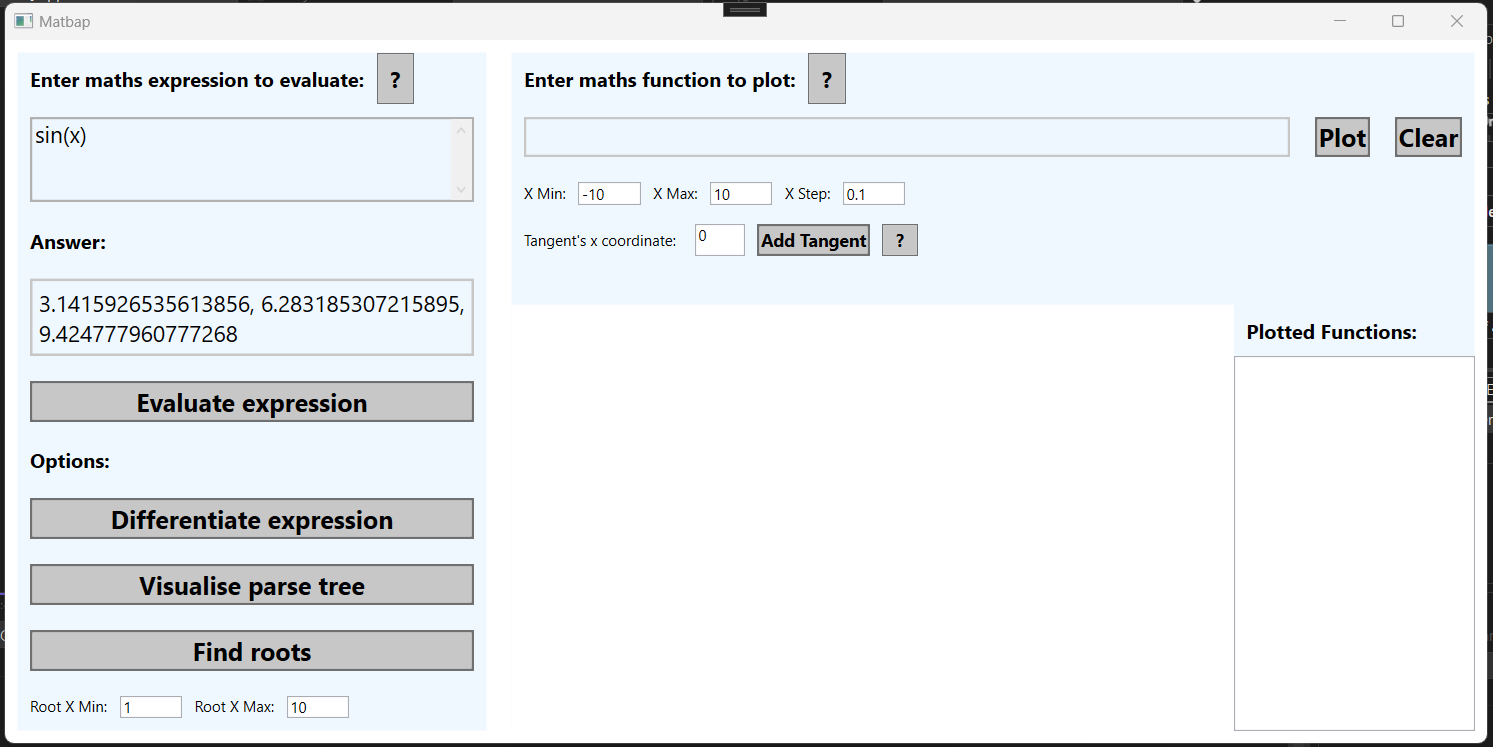 Matbap
Enter maths expression to evaluate: ?
sin(x)
Answer:
3.1415926535613856, 6.283185307215895,
9.424777960777268
Evaluate expression
Options:
Differentiate expression
Visualise parse tree
Find roots
Root X Min: 1 Root X Max: 10
Enter maths function to plot: ?
Plot Clear
X Min: -10 X Max: 10 X Step: 0.1
Tangent's x coordinate: 0 Add Tangent ?
Plotted Functions: